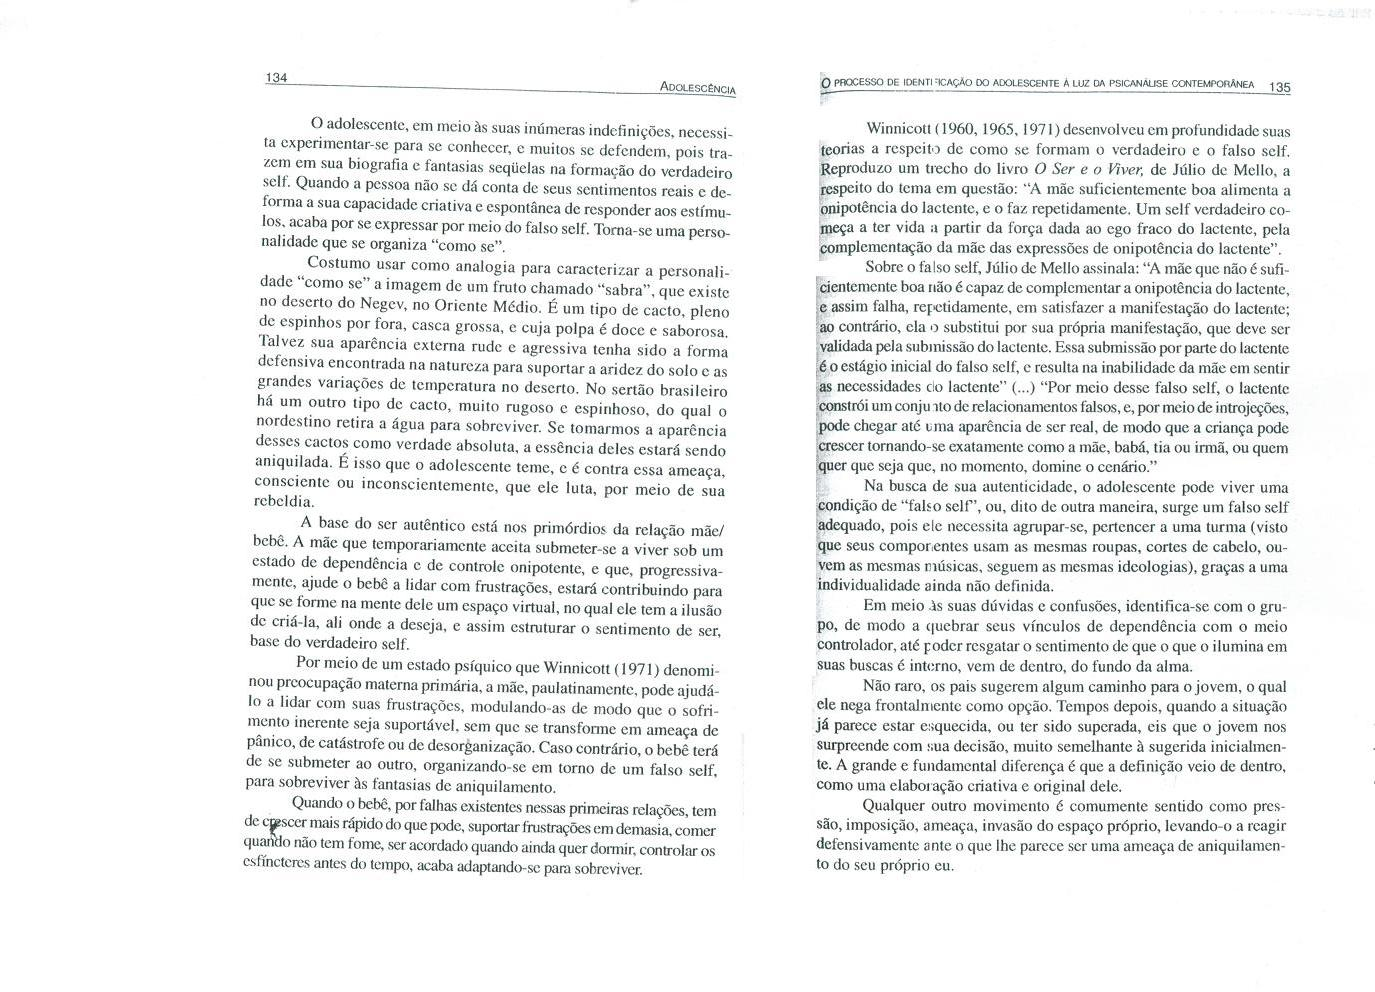 134
ADOLESCÊNCIA
O adolescente, em meio às suas inúmeras indefinições, necessi-
ta experimentar-se para se conhecer, e muitos se defendem, pois tra-
zem em sua biografia e fantasias seqüelas na formação do verdadeiro
self. Quando a pessoa não se dá conta de seus sentimentos reais e de-
forma a sua capacidade criativa e espontânea de responder aos estímu-
los, acaba por se expressar por meio do falso self. Torna-se uma perso-
nalidade que se organiza “como se”.
Costumo usar como analogia para caracterizar a personali-
dade “como se” a imagem de um fruto chamado “sabra”, que existe
no deserto do Negev, no Oriente Médio. É um tipo de cacto, pleno
de espinhos por fora, casca grossa, e cuja polpa é doce e saborosa.
Talvez sua aparência externa rude e agressiva tenha sido a forma
defensiva encontrada na natureza para suportar a aridez do solo e as
grandes variações de temperatura no deserto. No sertão brasileiro
há um outro tipo de cacto, muito rugoso e espinhoso, do qual o
nordestino retira a água para sobreviver. Se tomarmos a aparência
desses cactos como verdade absoluta, a essência deles estará sendo
aniquilada. É isso que o adolescente teme, e é contra essa ameaça,
consciente ou inconscientemente, que ele luta, por meio de sua
rebeldia.
A base do ser autêntico está nos primórdios da relação mãe/
bebê. A mãe que temporariamente aceita submeter-se a viver sob um
estado de dependência e de controle onipotente, e que, progressiva-
mente, ajude o bebê a lidar com frustrações, estará contribuindo para
que se forme na mente dele um espaço virtual, no qual ele tem a ilusão
de criá-la, ali onde a deseja, e assim estruturar o sentimento de ser,
base do verdadeiro self.
Por meio de um estado psíquico que Winnicott (1971) denomi-
nou preocupação materna primária, a mãe, paulatinamente, pode ajudá-
lo a lidar com suas frustrações, modulando-as de modo que o sofri-
mento inerente seja suportável, sem que se transforme em ameaça de
pânico, de catástrofe ou de desorganização. Caso contrário, o bebê terá
de se submeter ao outro, organizando-se em torno de um falso self,
para sobreviver às fantasias de aniquilamento.
Quando o bebê, por falhas existentes nessas primeiras relações, tem
de crescer mais rápido do que pode, suportar frustrações em demasia, comer
quando não tem fome, ser acordado quando ainda quer dormir, controlar os
esfíncteres antes do tempo, acaba adaptando-se para sobreviver.
O PROCESSO DE IDENTIFICAÇÃO DO ADOLESCENTE À LUZ DA PSICANÁLISE CONTEMPORÂNEA 135
Winnicott (1960, 1965, 1971) desenvolveu em profundidade suas
teorias a respeito de como se formam o verdadeiro e o falso self.
Reproduzo um trecho do livro O Ser e o Viver, de Júlio de Mello, a
respeito do tema em questão: “A mãe suficientemente boa alimenta a
onipotência do lactente, e o faz repetidamente. Um self verdadeiro co-
meça a ter vida a partir da força dada ao ego fraco do lactente, pela
complementação da mãe das expressões de onipotência do lactente”.
Sobre o falso self, Júlio de Mello assinala: “A mãe que não é sufi-
cientemente boa não é capaz de complementar a onipotência do lactente,
e assim falha, repetidamente, em satisfazer a manifestação do lactente;
ao contrário, ela o substitui por sua própria manifestação, que deve ser
validada pela submissão do lactente. Essa submissão por parte do lactente
é o estágio inicial do falso self, e resulta na inabilidade da mãe em sentir
as necessidades do lactente” (...) “Por meio desse falso self, o lactente
constrói um conjunto de relacionamentos falsos, e, por meio de introjeções,
pode chegar até uma aparência de ser real, de modo que a criança pode
crescer tornando-se exatamente como a mãe, babá, tia ou irmã, ou quem
quer que seja que, no momento, domine o cenário.”
Na busca de sua autenticidade, o adolescente pode viver uma
condição de “falso self”, ou, dito de outra maneira, surge um falso self
adequado, pois ele necessita agrupar-se, pertencer a uma turma (visto
que seus componentes usam as mesmas roupas, cortes de cabelo, ou-
vem as mesmas músicas, seguem as mesmas ideologias), graças a uma
individualidade ainda não definida.
Em meio às suas dúvidas e confusões, identifica-se com o gru-
po, de modo a quebrar seus vínculos de dependência com o meio
controlador, até poder resgatar o sentimento de que o que o ilumina em
suas buscas é interno, vem de dentro, do fundo da alma.
Não raro, os pais sugerem algum caminho para o jovem, o qual
ele nega frontalmente como opção. Tempos depois, quando a situação
já parece estar esquecida, ou ter sido superada, eis que o jovem nos
surpreende com sua decisão, muito semelhante à sugerida inicialmen-
te. A grande e fundamental diferença é que a definição veio de dentro,
como uma elaboração criativa e original dele.
Qualquer outro movimento é comumente sentido como pres-
são, imposição, ameaça, invasão do espaço próprio, levando-o a reagir
defensivamente ante o que lhe parece ser uma ameaça de aniquilamen-
to do seu próprio eu.